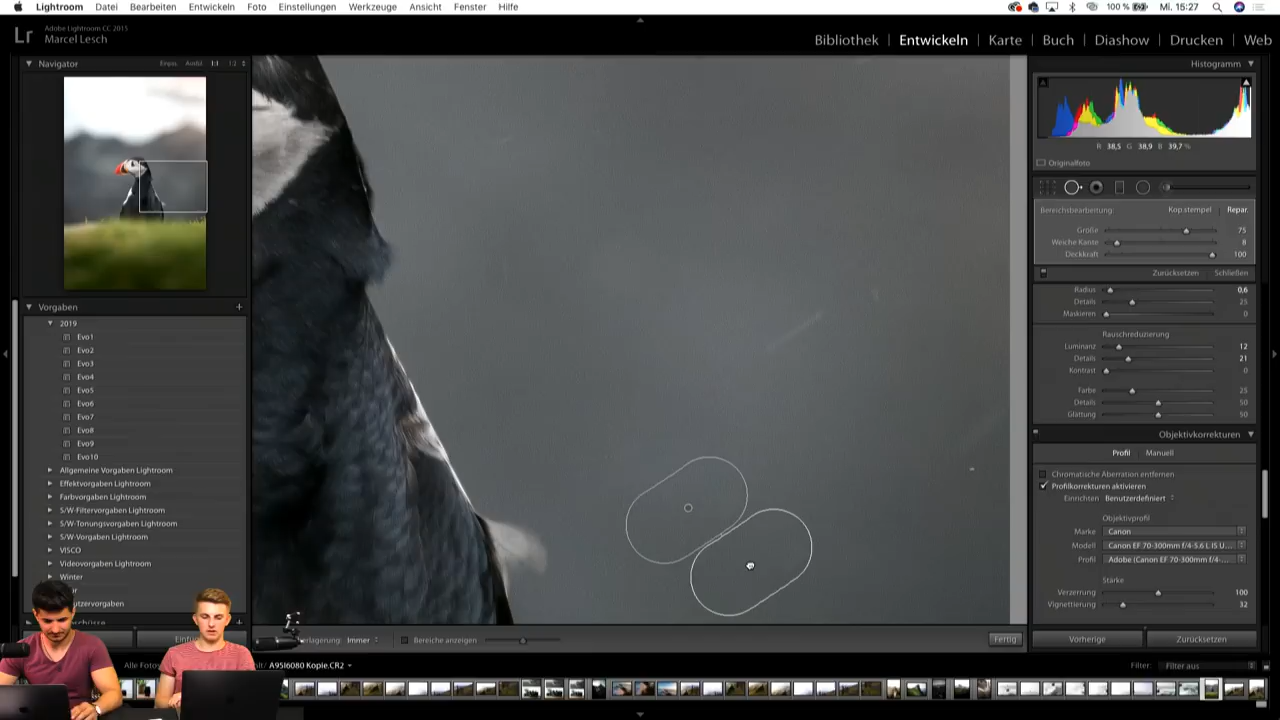 Lightroom Datei Bearbeiten Entwickeln Foto Einstellungen Werkzeuge Ansicht Fenster Hilfe 100 % Mi. 15:27
Lr Adobe Lightroom CC 2015
Marcel Lesch
Bibliothek | Entwickeln | Karte | Buch | Diashow | Drucken | Web
Navigator 1:1 1:2
Histogramm
R 38,5 G 38,9 B 39,7 %
Originalfoto
Bereichsbearbeitung: Kop.stempel Repar.
Größe 75
Weiche Kante 8
Deckkraft 100
Zurücksetzen Schließen
Radius 0,6
Details 25
Maskieren 0
Rauschreduzierung
Luminanz 12
Details 21
Kontrast 0
Farbe 25
Details 50
Glättung 50
Objektivkorrekturen
Profil Manuell
Chromatische Aberration entfernen
Profilkorrekturen aktivieren
Einrichten Benutzerdefiniert
Objektivprofil
Marke Canon
Modell Canon EF 70-300mm f/4-5.6 L IS U...
Profil Adobe (Canon EF 70-300mm f/4-...
Stärke
Verzerrung 100
Vignettierung 32
Vorherige Zurücksetzen
Vorgaben +
2019
Evo1
Evo2
Evo3
Evo4
Evo5
Evo6
Evo7
Evo8
Evo9
Evo10
Allgemeine Vorgaben Lightroom
Effektvorgaben Lightroom
Farbvorgaben Lightroom
S/W-Filtervorgaben Lightroom
S/W-Tonungsvorgaben Lightroom
S/W-Vorgaben Lightroom
VISCO
Videovorgaben Lightroom
Winter
Immer Bereiche anzeigen Fertig
Alle Fotos A95I6080 Kopie.CR2
Filter: Filter aus